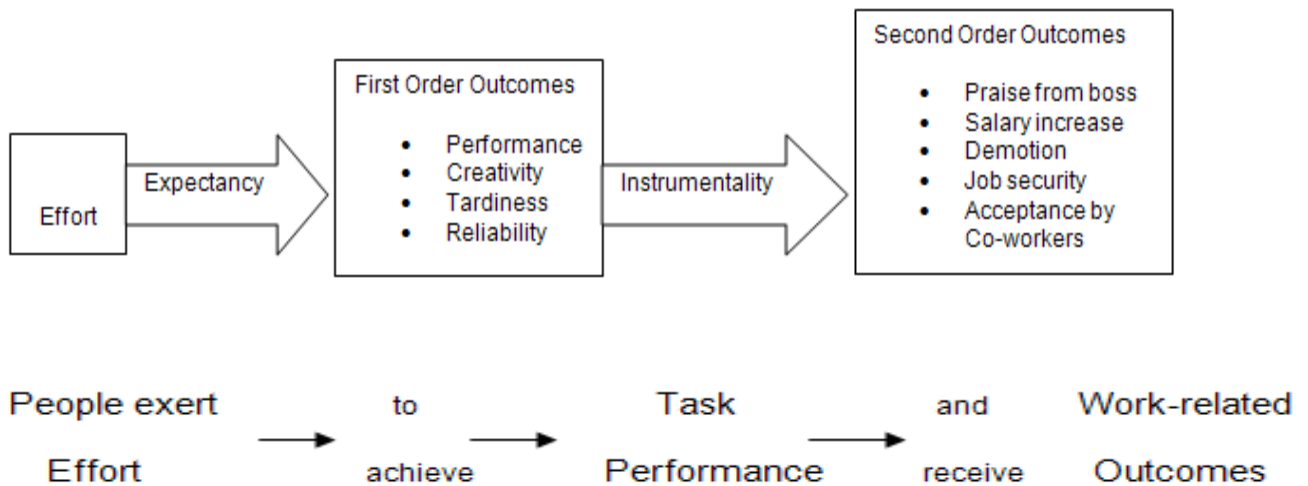 Effort
Expectancy
First Order Outcomes
• Performance
• Creativity
• Tardiness
• Reliability
Instrumentality
Second Order Outcomes
• Praise from boss
• Salary increase
• Demotion
• Job security
• Acceptance by
Co-workers
People exert
Effort
to
achieve
Task
Performance
and
receive
Work-related
Outcomes